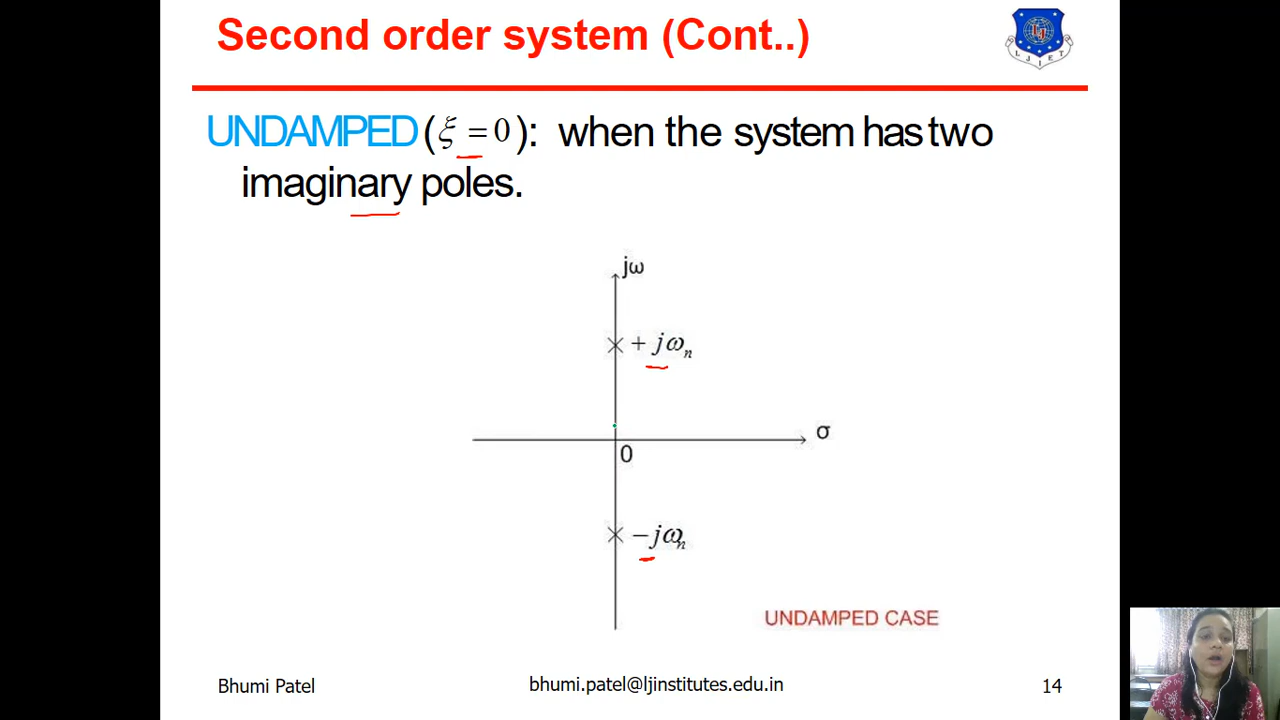 Second order system (Cont..)
LJIET
UNDAMPED (ξ = 0): when the system has two
imaginary poles.
jω
+ jωn
σ
0
− jωn
UNDAMPED CASE
Bhumi Patel
bhumi.patel@ljinstitutes.edu.in
14